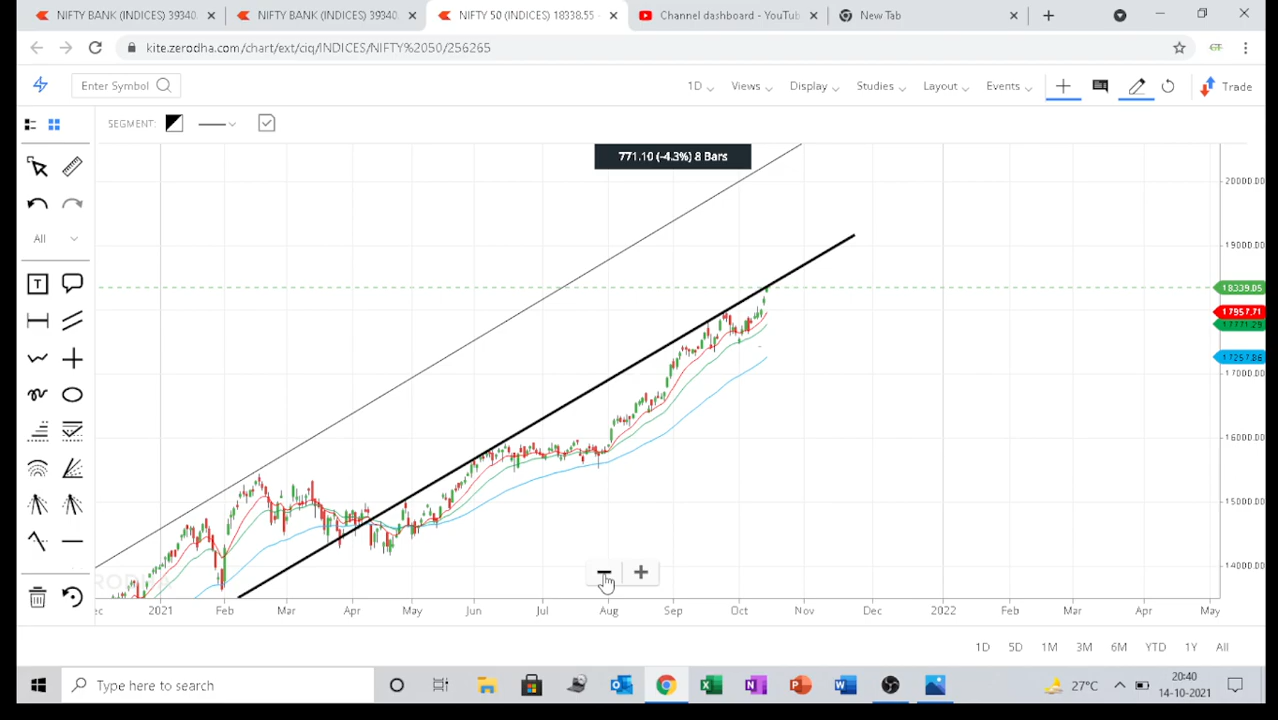 NIFTY BANK (INDICES) 39340.
NIFTY BANK (INDICES) 39340.
NIFTY 50 (INDICES) 18338.55
Channel dashboard - YouTub
New Tab
kite.zerodha.com/chart/ext/ciq/INDICES/NIFTY%2050/256265
Enter Symbol
1D
Views
Display
Studies
Layout
Events
Trade
SEGMENT:
771.10 (-4.3%) 8 Bars
All
T
20000.00
19000.00
18339.05
17957.71
17771.29
17257.86
17000.00
16000.00
15000.00
14000.00
ec 2021 Feb Mar Apr May Jun Jul Aug Sep Oct Nov Dec 2022 Feb Mar Apr May
1D 5D 1M 3M 6M YTD 1Y All
Type here to search
27°C
20:40
14-10-2021